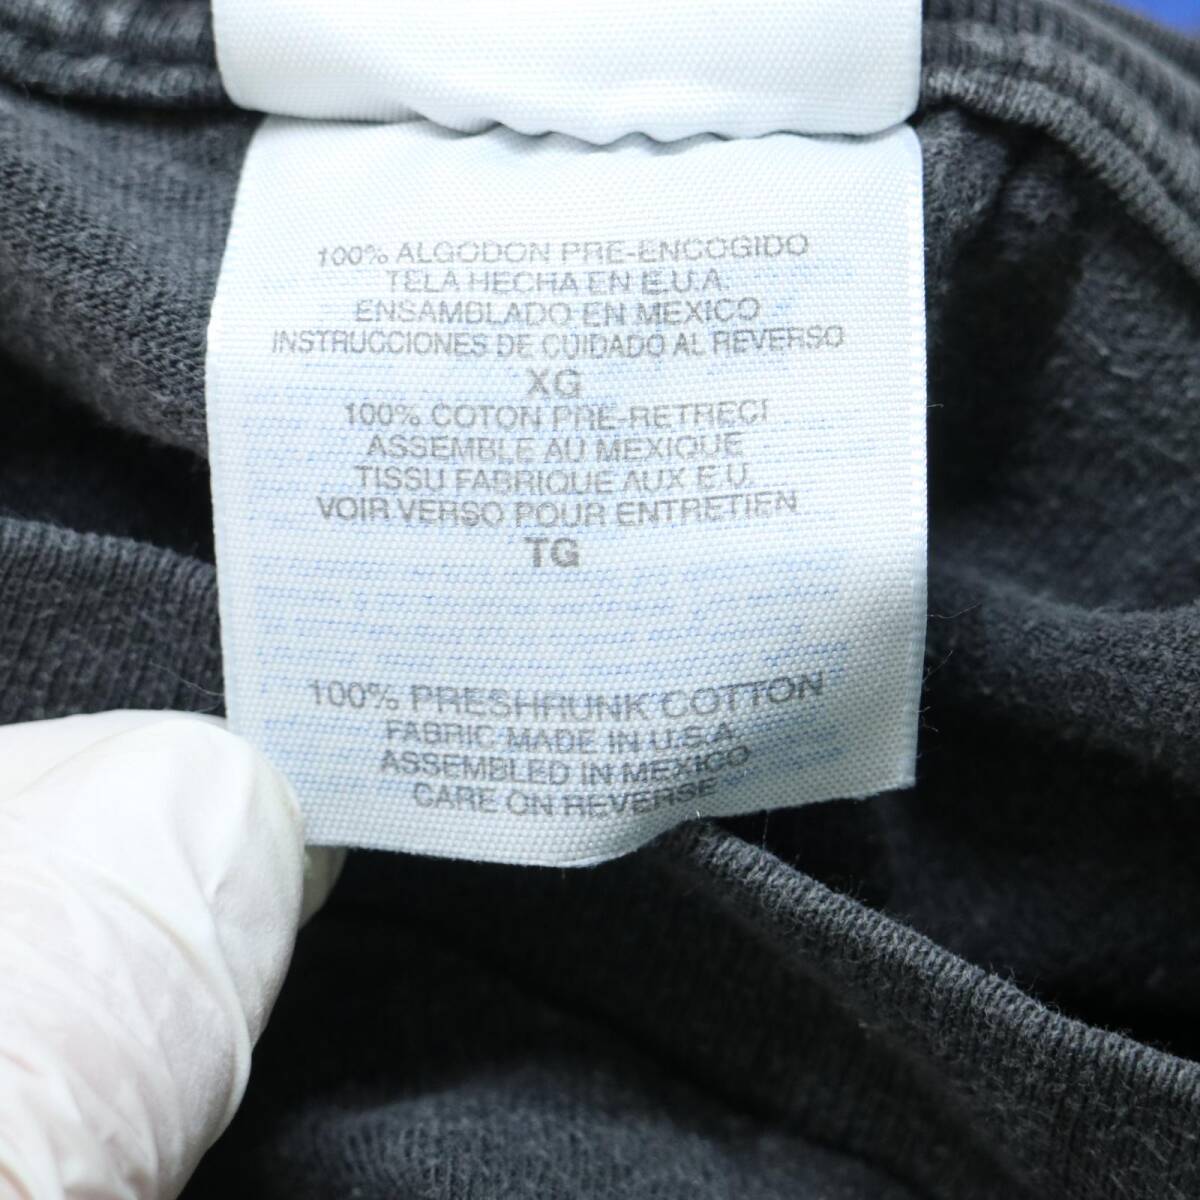 100% ALGODON PRE-ENCOGIDO
TELA HECHA EN E.U.A.
ENSAMBLADO EN MEXICO
INSTRUCCIONES DE CUIDADO AL REVERSO
XG
100% COTON PRE-RETRECI
ASSEMBLE AU MEXIQUE
TISSU FABRIQUE AUX E.U.
VOIR VERSO POUR ENTRETIEN
TG
100% PRESHRUNK COTTON
FABRIC MADE IN U.S.A.
ASSEMBLED IN MEXICO
CARE ON REVERSE